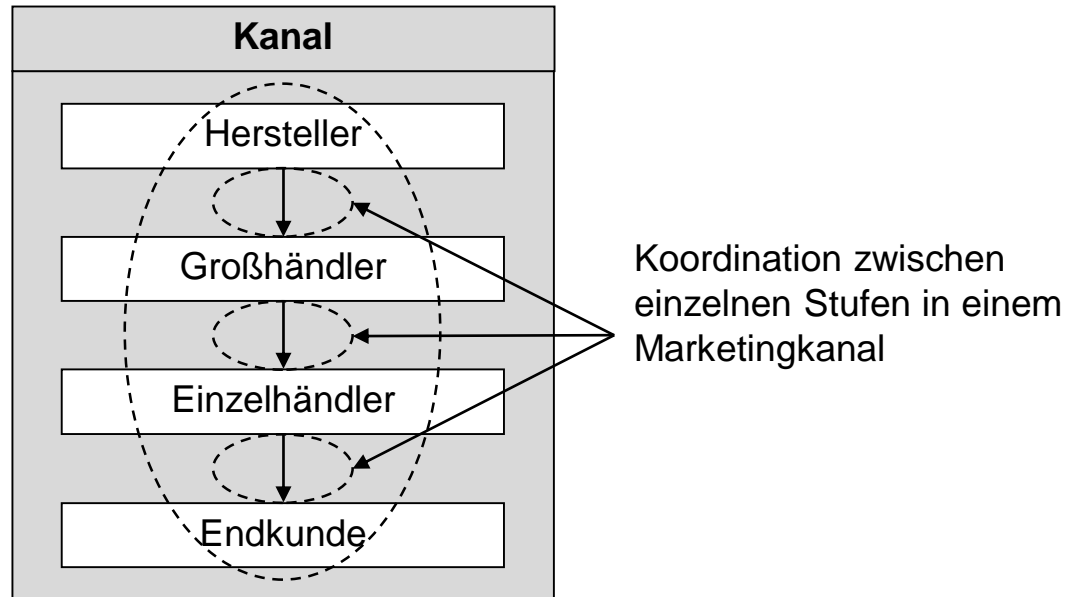 Kanal
Hersteller
Großhändler
Einzelhändler
Endkunde
Koordination zwischen
einzelnen Stufen in einem
Marketingkanal